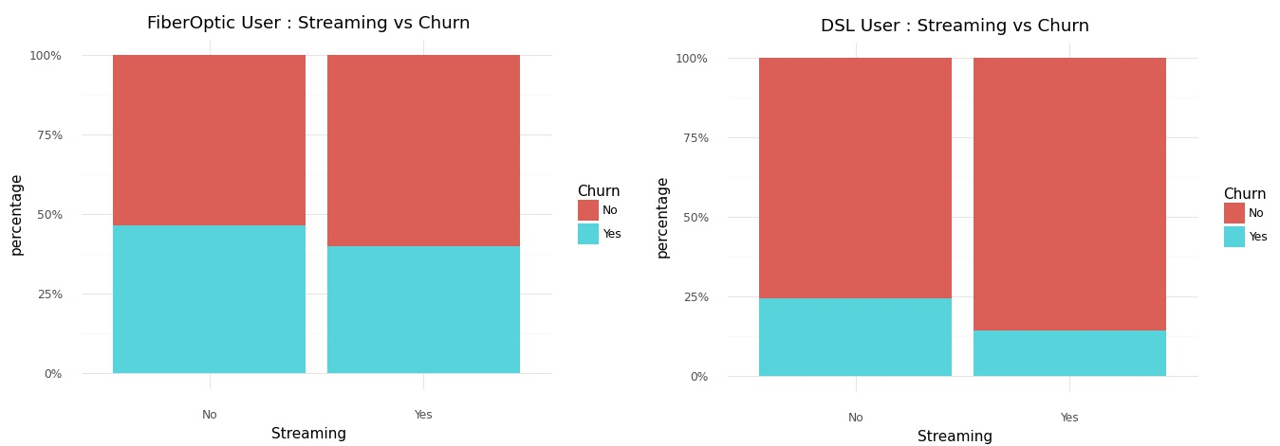 FiberOptic User : Streaming vs Churn
100%
75%
50%
25%
0%
percentage
No
Yes
Streaming
Churn
No
Yes
DSL User : Streaming vs Churn
100%
75%
50%
25%
0%
percentage
No
Yes
Streaming
Churn
No
Yes